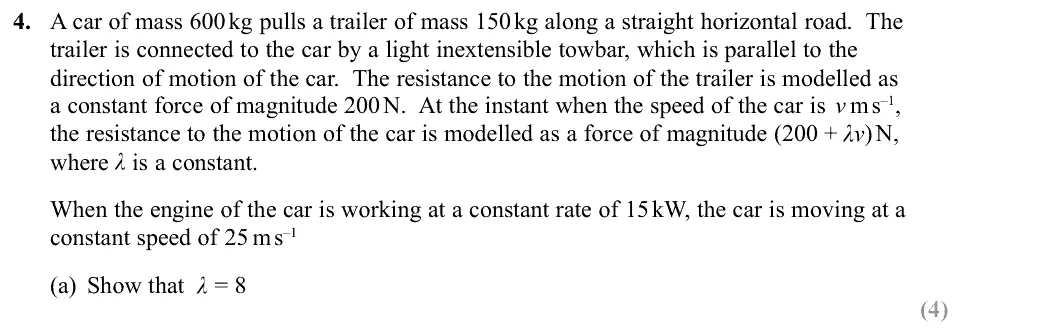 4. A car of mass 600 kg pulls a trailer of mass 150 kg along a straight horizontal road. The
trailer is connected to the car by a light inextensible towbar, which is parallel to the
direction of motion of the car. The resistance to the motion of the trailer is modelled as
a constant force of magnitude 200 N. At the instant when the speed of the car is v m s⁻¹,
the resistance to the motion of the car is modelled as a force of magnitude (200 + λv) N,
where λ is a constant.
When the engine of the car is working at a constant rate of 15 kW, the car is moving at a
constant speed of 25 m s⁻¹
(a) Show that λ = 8
(4)